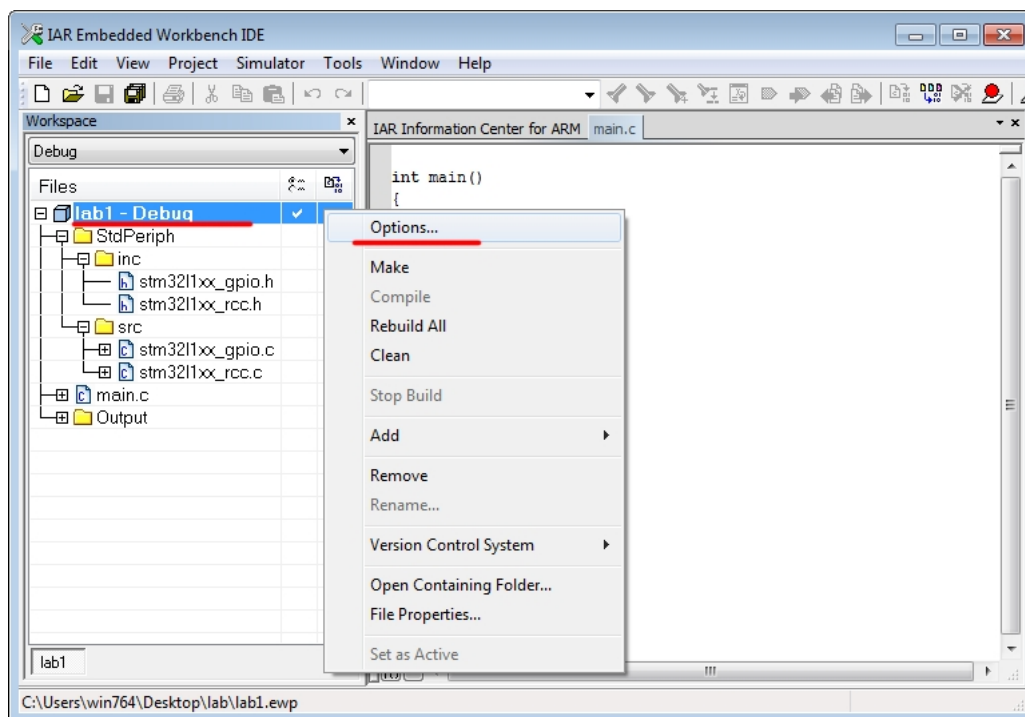 IAR Embedded Workbench IDE
File Edit View Project Simulator Tools Window Help
Workspace
IAR Information Center for ARM main.c
Debug
Files
lab1 - Debug
StdPeriph
inc
stm32l1xx_gpio.h
stm32l1xx_rcc.h
src
stm32l1xx_gpio.c
stm32l1xx_rcc.c
main.c
Output
lab1
int main()
{
Options...
Make
Compile
Rebuild All
Clean
Stop Build
Add
Remove
Rename...
Version Control System
Open Containing Folder...
File Properties...
Set as Active
C:\Users\win764\Desktop\lab\lab1.ewp